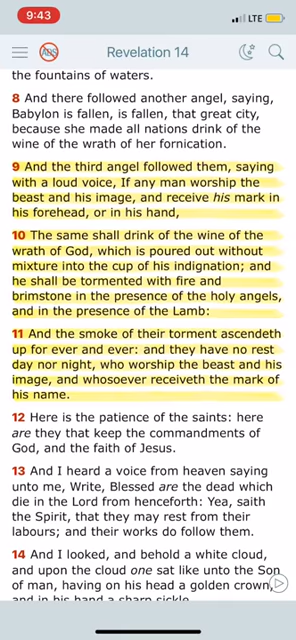 9:43
LTE
ADS
Revelation 14
the fountains of waters.
8 And there followed another angel, saying,
Babylon is fallen, is fallen, that great city,
because she made all nations drink of the
wine of the wrath of her fornication.
9 And the third angel followed them, saying
with a loud voice, If any man worship the
beast and his image, and receive his mark in
his forehead, or in his hand,
10 The same shall drink of the wine of the
wrath of God, which is poured out without
mixture into the cup of his indignation; and
he shall be tormented with fire and
brimstone in the presence of the holy angels,
and in the presence of the Lamb:
11 And the smoke of their torment ascendeth
up for ever and ever: and they have no rest
day nor night, who worship the beast and his
image, and whosoever receiveth the mark of
his name.
12 Here is the patience of the saints: here
are they that keep the commandments of
God, and the faith of Jesus.
13 And I heard a voice from heaven saying
unto me, Write, Blessed are the dead which
die in the Lord from henceforth: Yea, saith
the Spirit, that they may rest from their
labours; and their works do follow them.
14 And I looked, and behold a white cloud,
and upon the cloud one sat like unto the Son
of man, having on his head a golden crown,
and in his hand a sharp sickle